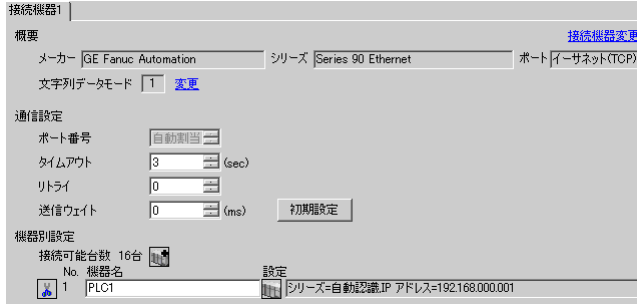 接続機器1
概要 接続機器変更
メーカー GE Fanuc Automation シリーズ Series 90 Ethernet ポート イーサネット(TCP)
文字列データモード 1 変更
通信設定
ポート番号 自動割当
タイムアウト 3 (sec)
リトライ 0
送信ウェイト 0 (ms) 初期設定
機器別設定
接続可能台数 16台
No. 機器名 設定
1 PLC1 シリーズ=自動認識,IP アドレス=192.168.000.001